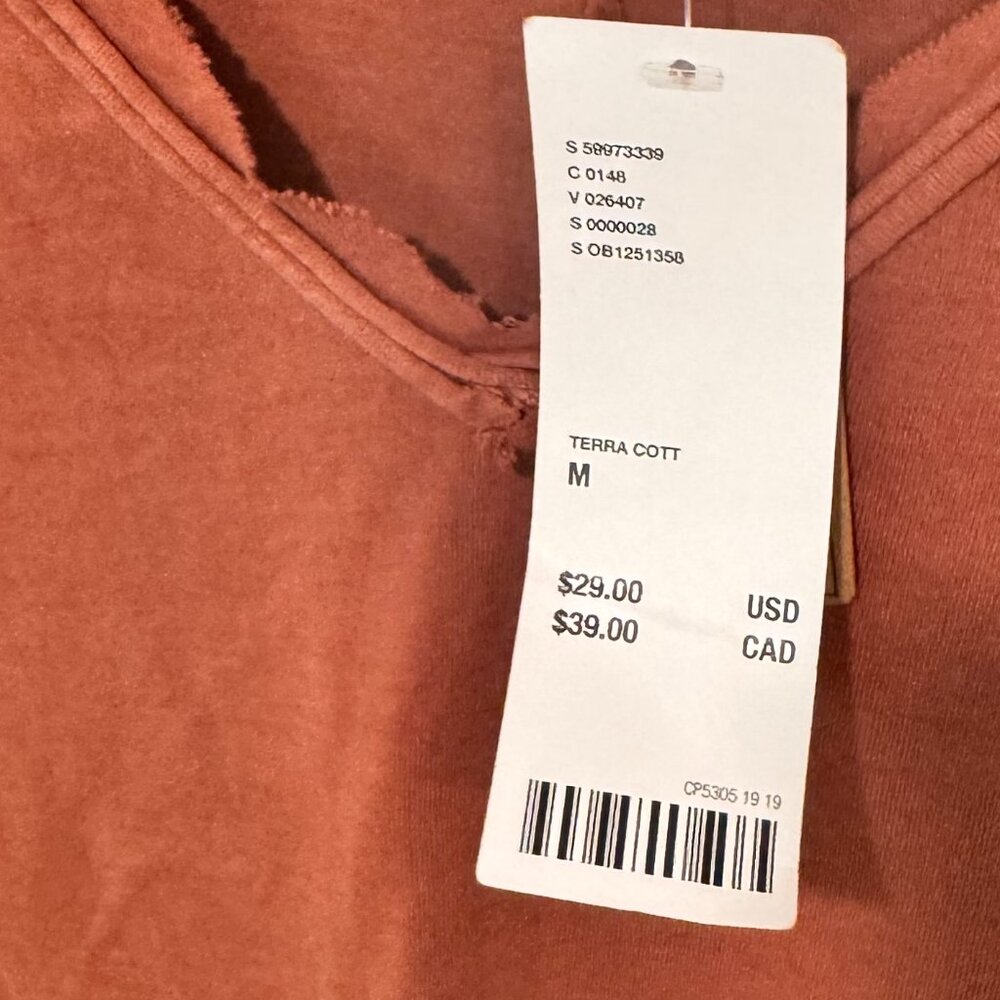 S 58973339
C 0148
V 026407
S 0000028
S OB1251358
TERRA COTT
M
$29.00 USD
$39.00 CAD
CP5305 19 19